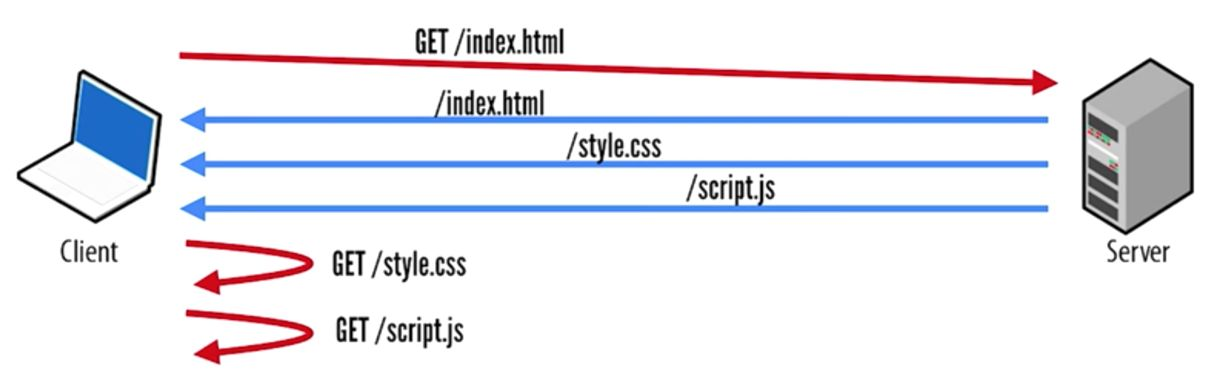 GET /index.html
/index.html
/style.css
/script.js
Client
Server
GET /style.css
GET /script.js